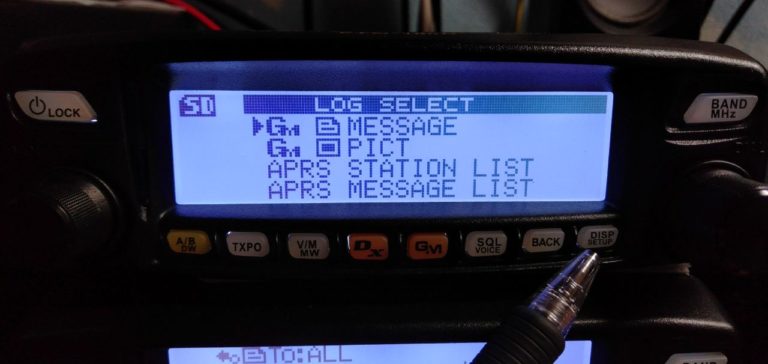 LOCK
SD
LOG SELECT
GM MESSAGE
GM PICT
APRS STATION LIST
APRS MESSAGE LIST
BAND
MHz
A/B
DW
TXPO
V/M
MW
DX
GM
SQL
VOICE
BACK
DISP
SETUP
TO:ALL